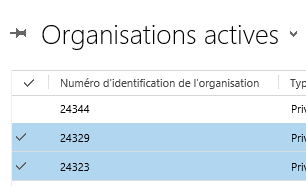 Organisations actives
Numéro d'identification de l'organisation Typ
24344 Priv
24329 Priv
24323 Priv